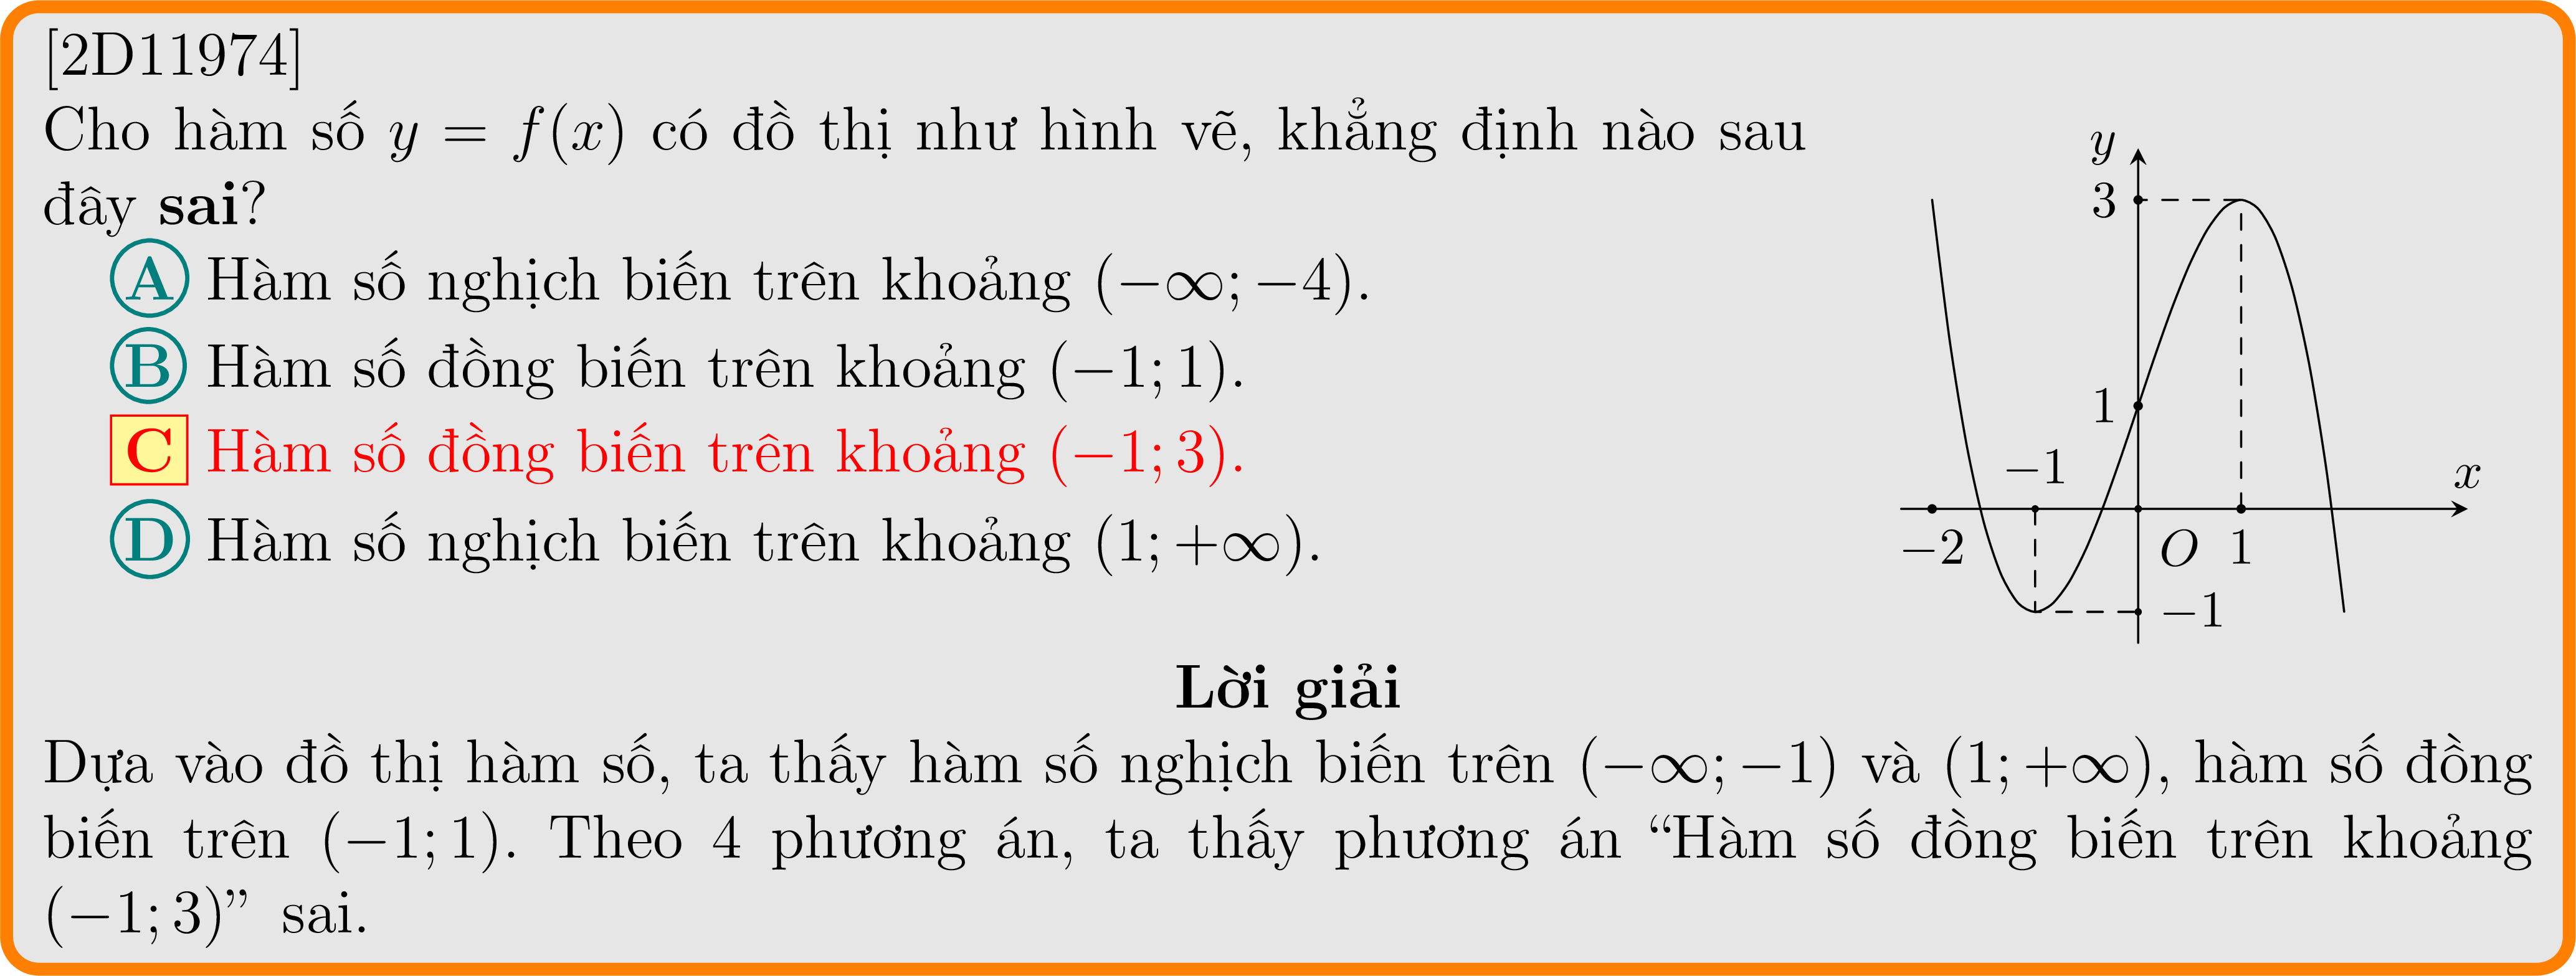 [2D11974]
Cho hàm số y = f(x) có đồ thị như hình vẽ, khẳng định nào sau
đây sai?
A Hàm số nghịch biến trên khoảng (−∞; −4).
B Hàm số đồng biến trên khoảng (−1; 1).
C Hàm số đồng biến trên khoảng (−1; 3).
D Hàm số nghịch biến trên khoảng (1; +∞).
y
3
1
−1
x
−2
O
1
−1
Lời giải
Dựa vào đồ thị hàm số, ta thấy hàm số nghịch biến trên (−∞; −1) và (1; +∞), hàm số đồng
biến trên (−1; 1). Theo 4 phương án, ta thấy phương án “Hàm số đồng biến trên khoảng
(−1; 3)” sai.